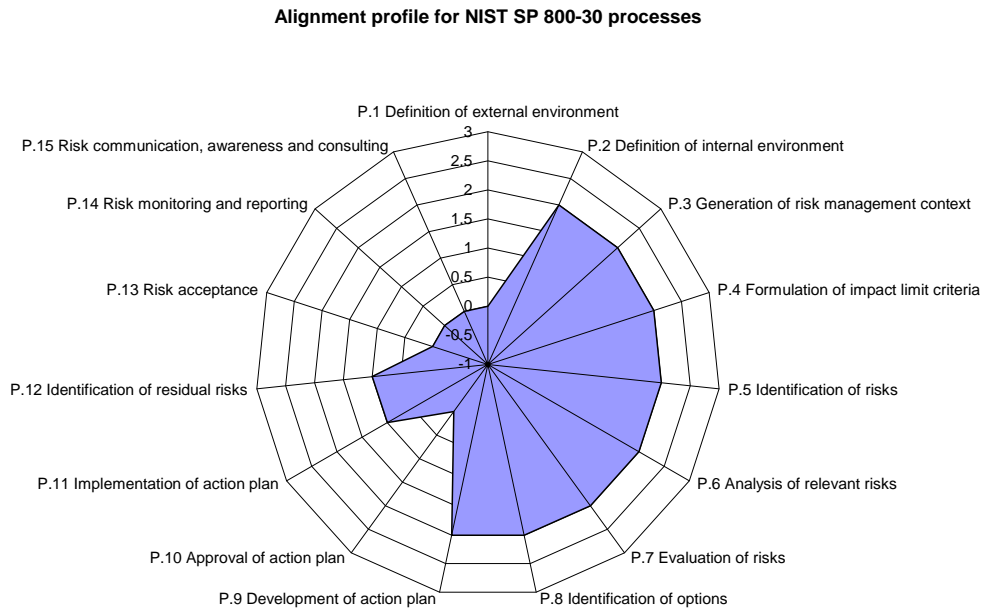 Alignment profile for NIST SP 800-30 processes
P.1 Definition of external environment
P.2 Definition of internal environment
P.3 Generation of risk management context
P.4 Formulation of impact limit criteria
P.5 Identification of risks
P.6 Analysis of relevant risks
P.7 Evaluation of risks
P.8 Identification of options
P.9 Development of action plan
P.10 Approval of action plan
P.11 Implementation of action plan
P.12 Identification of residual risks
P.13 Risk acceptance
P.14 Risk monitoring and reporting
P.15 Risk communication, awareness and consulting
3
2.5
2
1.5
1
0.5
0
-0.5
-1